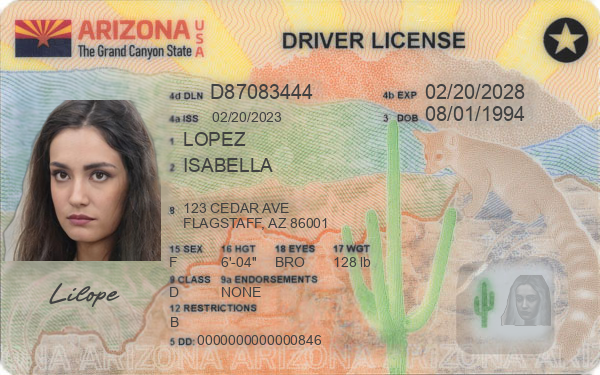 ARIZONA USA
The Grand Canyon State
DRIVER LICENSE
4d DLN D87083444
4b EXP 02/20/2028
4a ISS 02/20/2023
3 DOB 08/01/1994
1 LOPEZ
2 ISABELLA
8 123 CEDAR AVE
FLAGSTAFF, AZ 86001
15 SEX 16 HGT 18 EYES 17 WGT
F 6'-04" BRO 128 lb
9 CLASS 9a ENDORSEMENTS
D NONE
12 RESTRICTIONS
B
5 DD: 0000000000000846
Lilope
ONA ARIZONA ARIZONA ARIZONA ARIZONA AXIZ